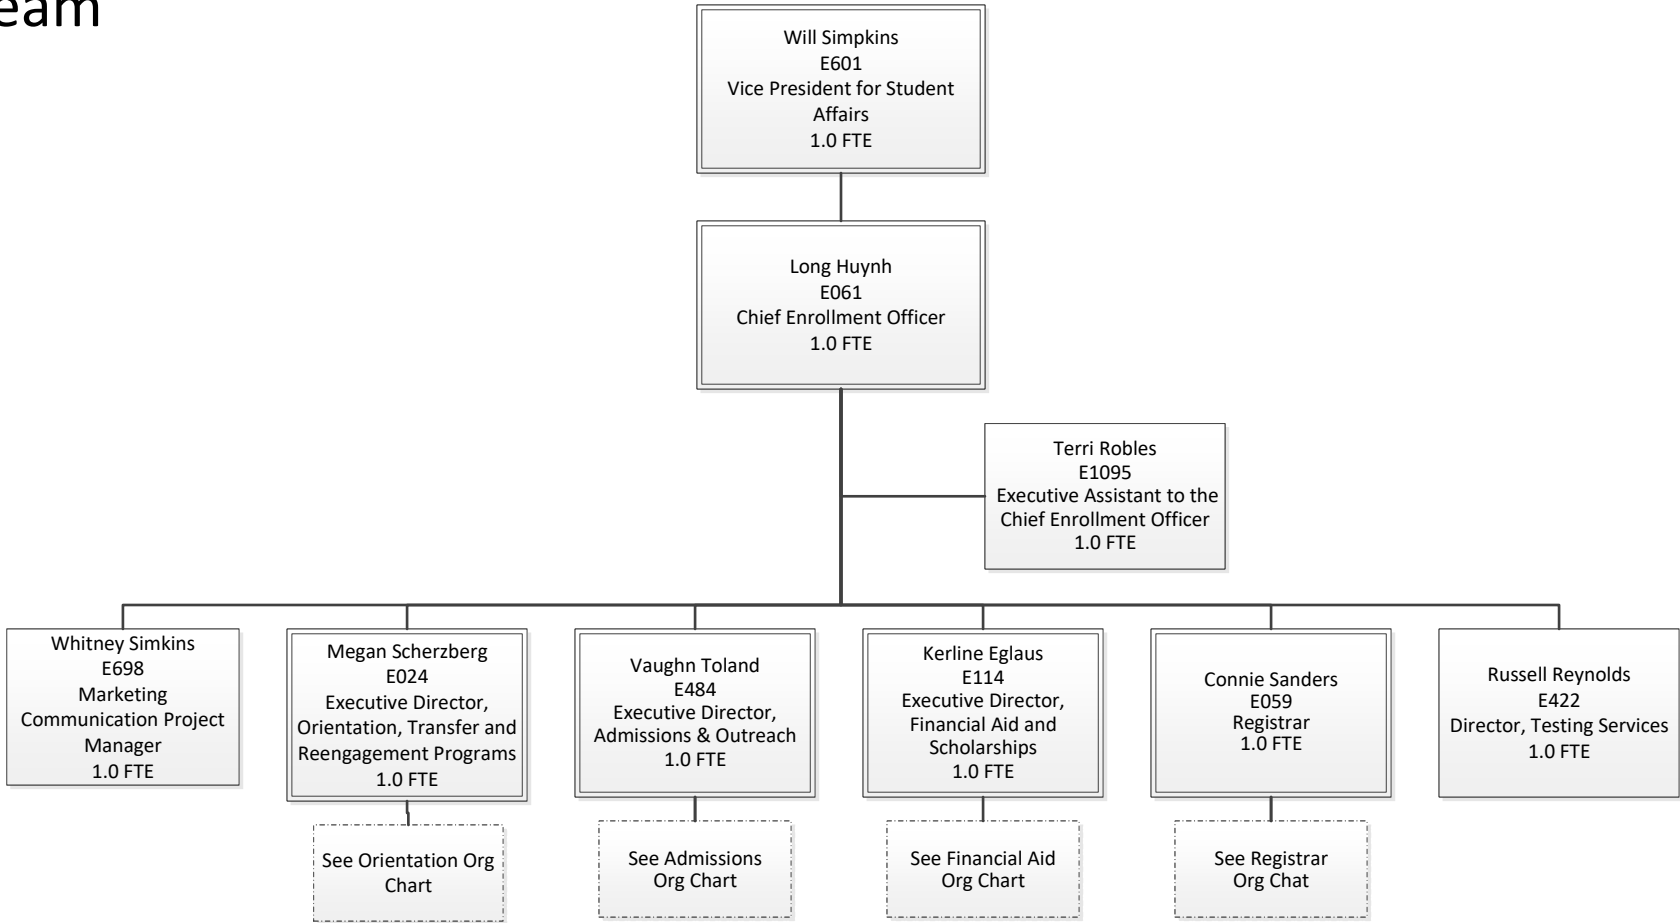 Will Simpkins
E601
Vice President for Student
Affairs
1.0 FTE
Long Huynh
E061
Chief Enrollment Officer
1.0 FTE
Terri Robles
E1095
Executive Assistant to the
Chief Enrollment Officer
1.0 FTE
Whitney Simkins
E698
Marketing
Communication Project
Manager
1.0 FTE
Megan Scherzberg
E024
Executive Director,
Orientation, Transfer and
Reengagement Programs
1.0 FTE
Vaughn Toland
E484
Executive Director,
Admissions & Outreach
1.0 FTE
Kerline Eglaus
E114
Executive Director,
Financial Aid and
Scholarships
1.0 FTE
Connie Sanders
E059
Registrar
1.0 FTE
Russell Reynolds
E422
Director, Testing Services
1.0 FTE
See Orientation Org
Chart
See Admissions
Org Chart
See Financial Aid
Org Chart
See Registrar
Org Chat